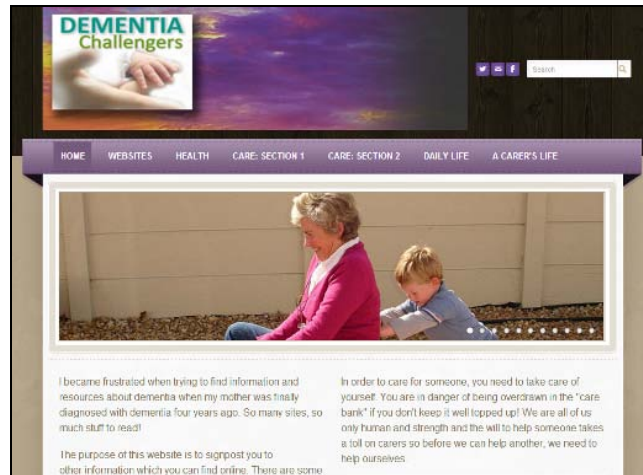 DEMENTIA
Challengers
Search
HOME WEBSITES HEALTH CARE: SECTION 1 CARE: SECTION 2 DAILY LIFE A CARER'S LIFE
I became frustrated when trying to find information and
resources about dementia when my mother was finally
diagnosed with dementia four years ago. So many sites, so
much stuff to read!
The purpose of this website is to signpost you to
other information which you can find online. There are some
In order to care for someone, you need to take care of
yourself. You are in danger of being overdrawn in the "care
bank" if you don't keep it well topped up! We are all of us
only human and strength and the will to help someone takes
a toll on carers so before we can help another, we need to
help ourselves.